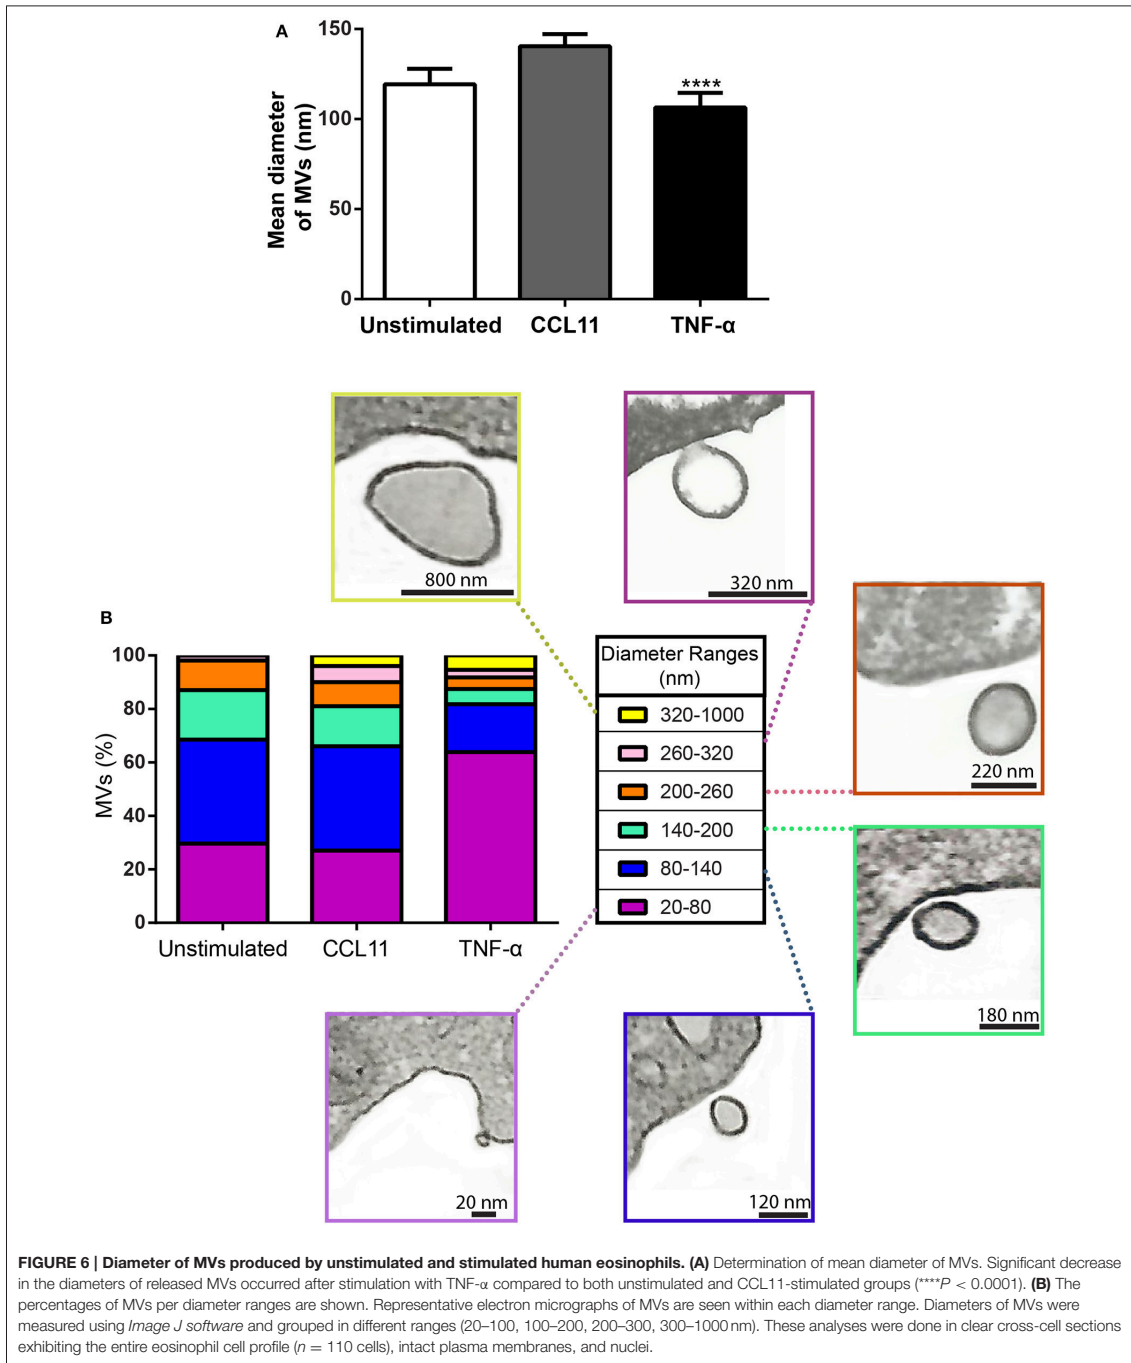 A
150
100
50
0
Mean diameter
of MVs (nm)
****
Unstimulated
CCL11
TNF-α
800 nm
320 nm
B
100
80
60
40
20
0
MVs (%)
Unstimulated
CCL11
TNF-α
Diameter Ranges
(nm)
320-1000
260-320
200-260
140-200
80-140
20-80
220 nm
180 nm
20 nm
120 nm
FIGURE 6 | Diameter of MVs produced by unstimulated and stimulated human eosinophils. (A) Determination of mean diameter of MVs. Significant decrease
in the diameters of released MVs occurred after stimulation with TNF-α compared to both unstimulated and CCL11-stimulated groups (****P < 0.0001). (B) The
percentages of MVs per diameter ranges are shown. Representative electron micrographs of MVs are seen within each diameter range. Diameters of MVs were
measured using Image J software and grouped in different ranges (20–100, 100–200, 200–300, 300–1000 nm). These analyses were done in clear cross-cell sections
exhibiting the entire eosinophil cell profile (n = 110 cells), intact plasma membranes, and nuclei.